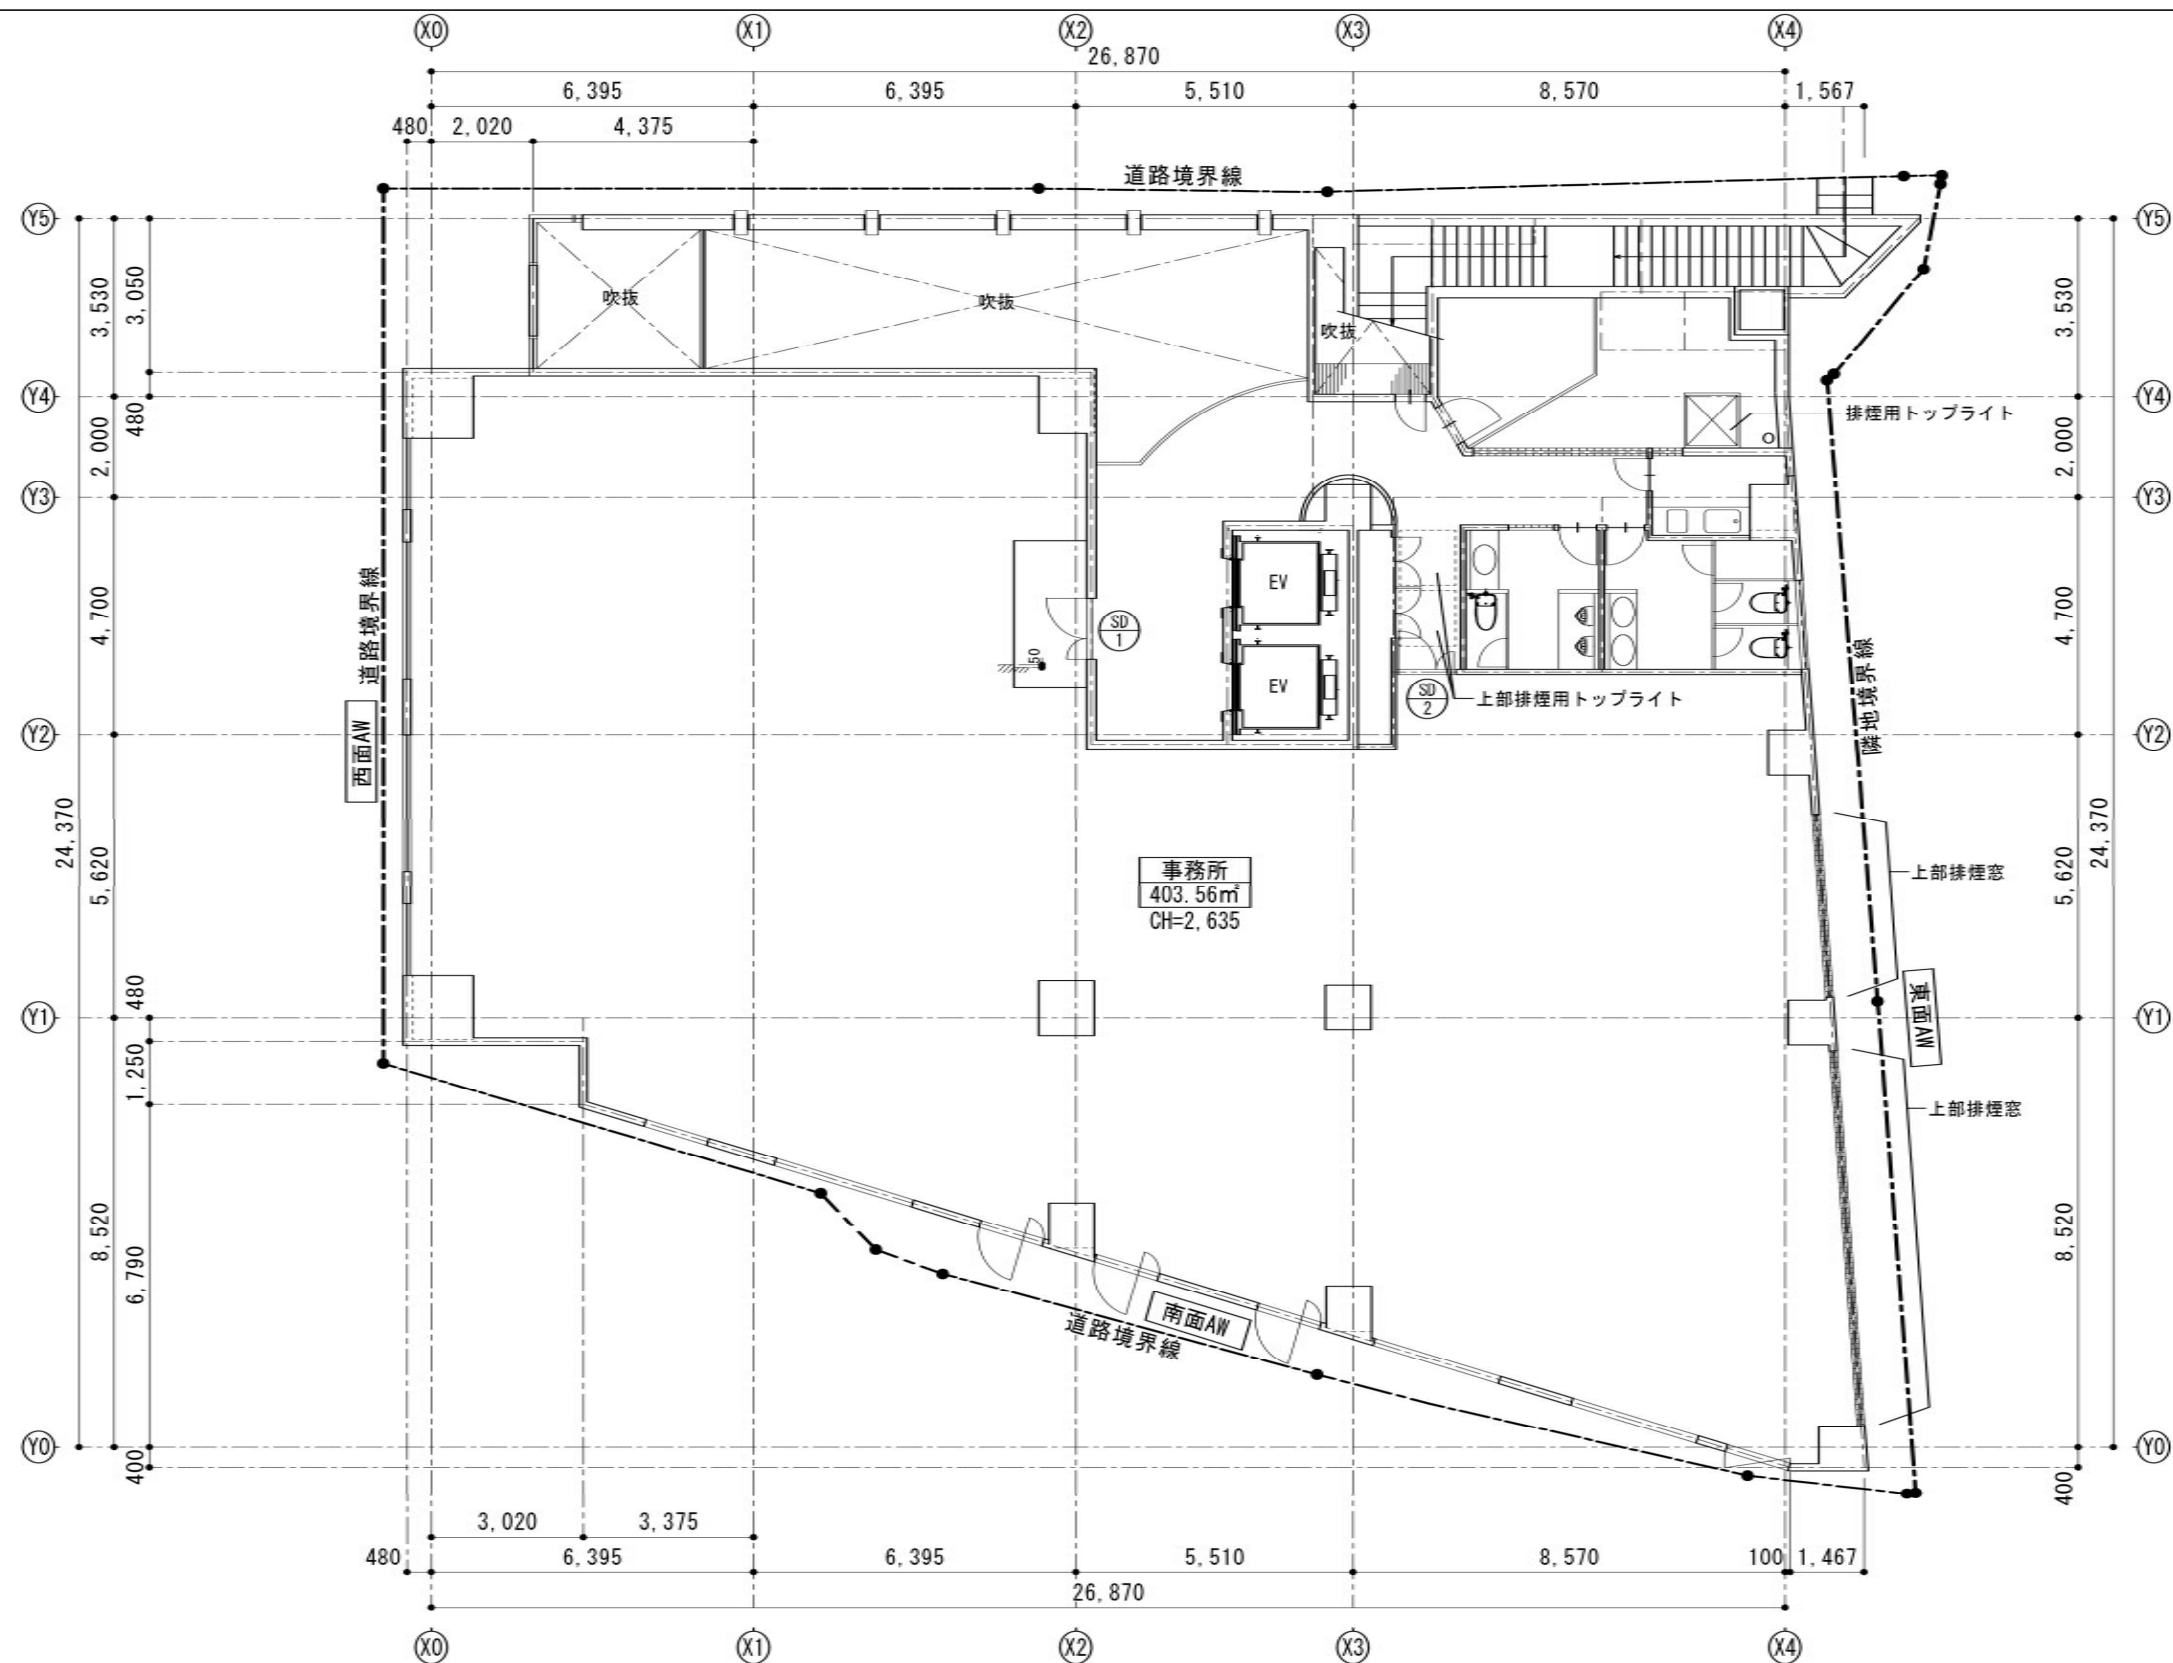 X0 X1 X2 X3 X4
26,870
6,395 6,395 5,510 8,570 1,567
480 2,020 4,375
道路境界線
Y5 Y5
3,530 3,050 3,530
吹抜 吹抜 吹抜
Y4 Y4
480
排煙用トップライト
2,000 2,000
Y3 Y3
4,700 4,700
EV
SD
1
50
EV
SD
2
上部排煙用トップライト
道路境界線
隣地境界線
西面AW
Y2 Y2
24,370 24,370
5,620 5,620
事務所
403.56㎡
CH=2,635
上部排煙窓
480
東面AW
Y1 Y1
1,250
上部排煙窓
8,520 8,520
6,790
南面AW
道路境界線
Y0 Y0
400 400
3,020 3,375
480 6,395 6,395 5,510 8,570 100 1,467
26,870
X0 X1 X2 X3 X4